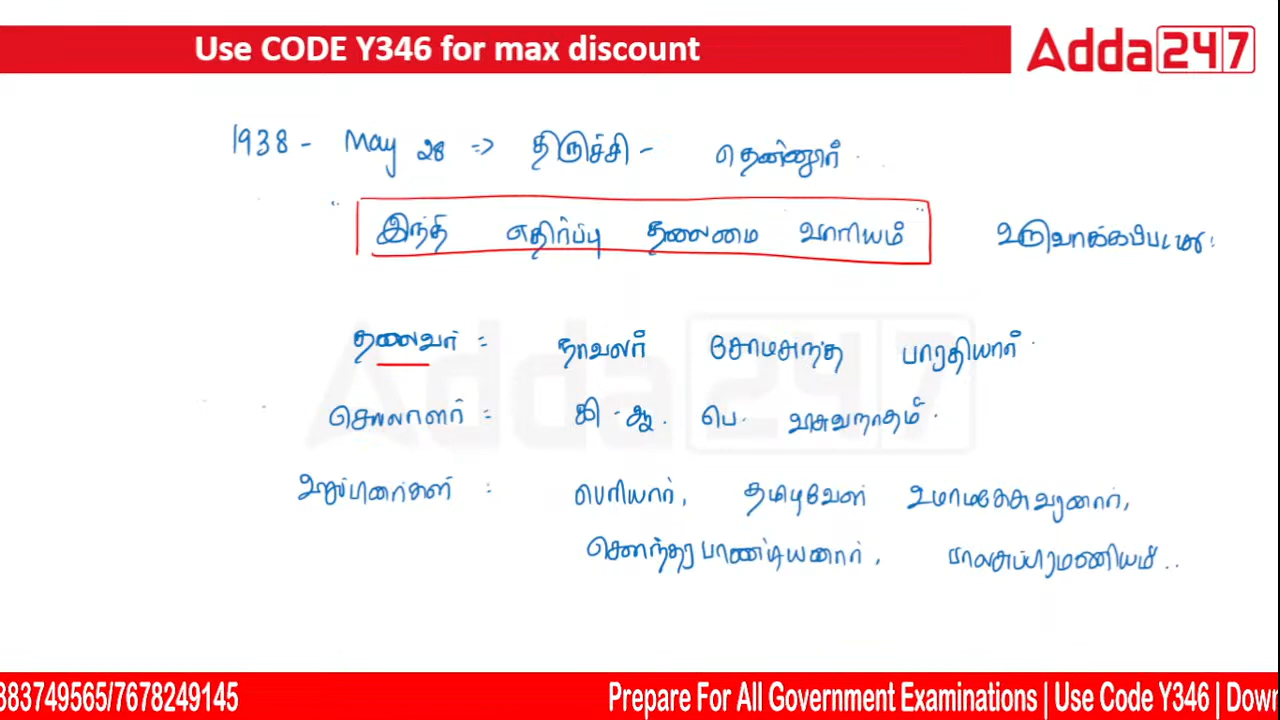 Use CODE Y346 for max discount
Adda247
1938 - May 28 => திருச்சி - தென்னூர்
"இந்தி எதிர்ப்பு தலைமை வாரியம்" உருவாக்கப்பட்டது.
தலைவர் : நாவலர் சோமசுந்தர பாரதியார்
செயலாளர் : கி. ஆ. பெ. விசுவநாதம்.
உறுப்பினர்கள் : பெரியார், தமிழவேள் உமாமகேசுவரனார்,
சௌந்தரபாண்டியனார், பாலசுப்பிரமணியம்..
383749565/7678249145 Prepare For All Government Examinations | Use Code Y346 | Down